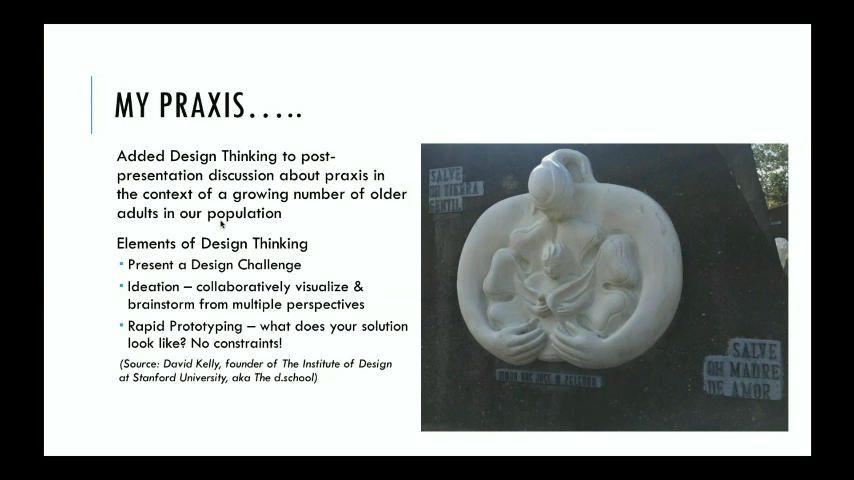 MY PRAXIS.....
Added Design Thinking to post-
presentation discussion about praxis in
the context of a growing number of older
adults in our population
Elements of Design Thinking
Present a Design Challenge
Ideation – collaboratively visualize &
brainstorm from multiple perspectives
Rapid Prototyping – what does your solution
look like? No constraints!
(Source: David Kelly, founder of The Institute of Design
at Stanford University, aka The d.school)
SALVE
OH TIERRA
GENTIL
SALVE
OH MADRE
DE AMOR